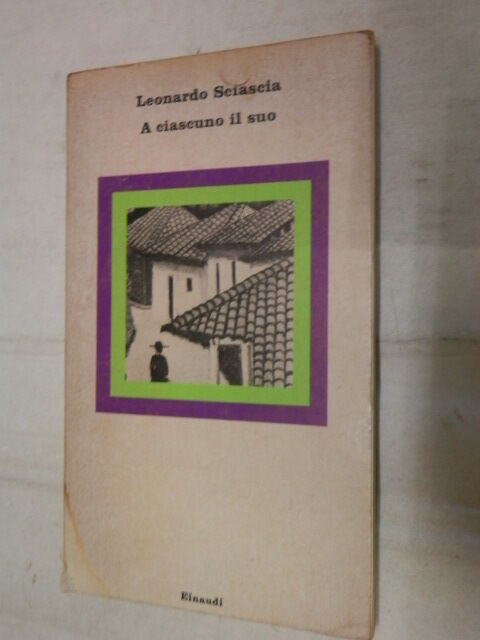 Leonardo Sciascia
A ciascuno il suo
Einaudi